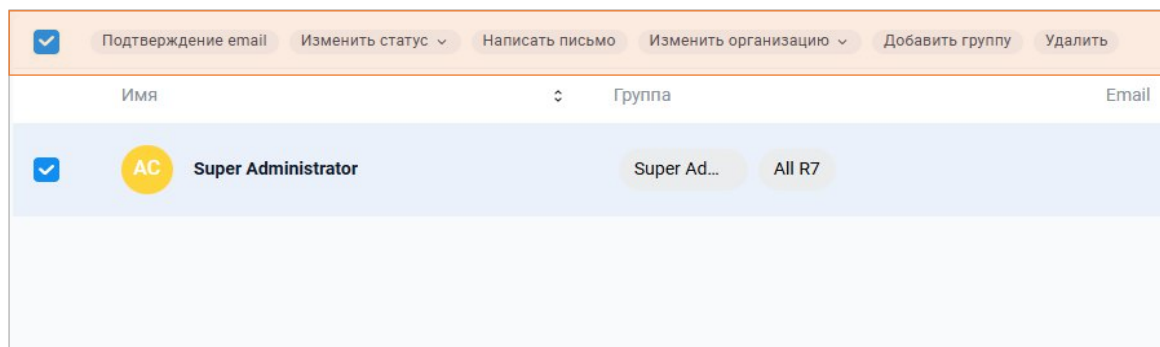 Подтверждение email Изменить статус Написать письмо Изменить организацию Добавить группу Удалить
Имя Группа Email
AC Super Administrator Super Ad... All R7